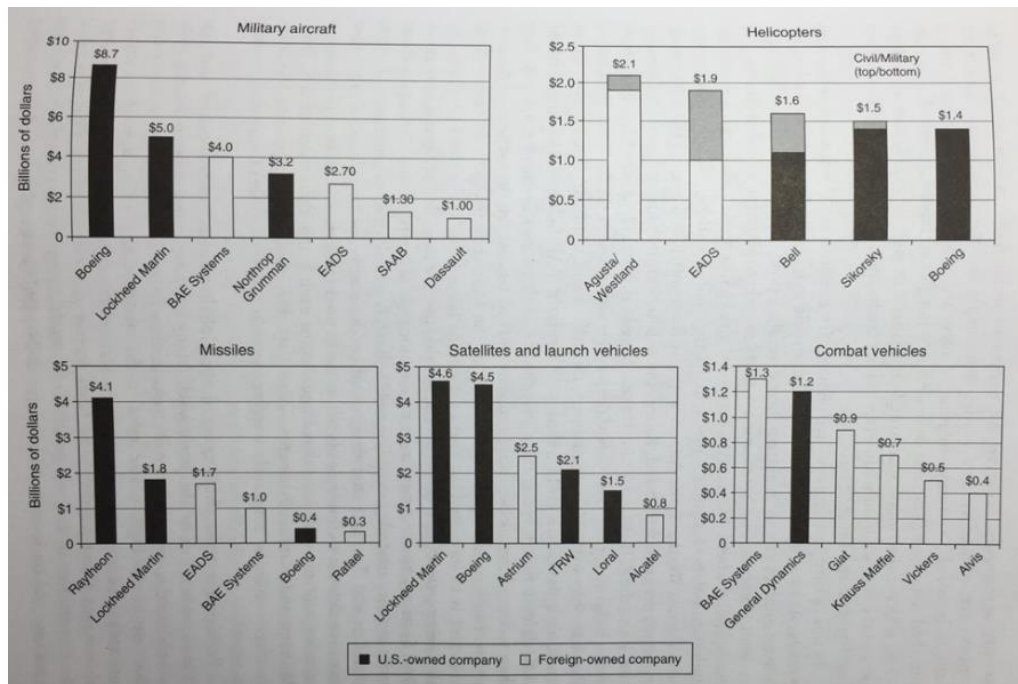 Military aircraft
Billions of dollars
$10
$8
$6
$4
$2
0
$8.7
$5.0
$4.0
$3.2
$2.70
$1.30
$1.00
Boeing
Lockheed Martin
BAE Systems
Northrop
Grumman
EADS
SAAB
Dassault
Helicopters
Civil/Military
(top/bottom)
$2.5
$2.0
$1.5
$1.0
$0.5
0
$2.1
$1.9
$1.6
$1.5
$1.4
Agusta/
Westland
EADS
Bell
Sikorsky
Boeing
Missiles
Billions of dollars
$5
$4
$3
$2
$1
0
$4.1
$1.8
$1.7
$1.0
$0.4
$0.3
Raytheon
Lockheed Martin
EADS
BAE Systems
Boeing
Rafael
Satellites and launch vehicles
$5
$4
$3
$2
$1
0
$4.6
$4.5
$2.5
$2.1
$1.5
$0.8
Lockheed Martin
Boeing
Astrium
TRW
Loral
Alcatel
Combat vehicles
$1.4
$1.2
$1.0
$0.8
$0.6
$0.4
$0.2
0
$1.3
$1.2
$0.9
$0.7
$0.5
$0.4
BAE Systems
General Dynamics
Giat
Krauss Maffei
Vickers
Alvis
U.S.-owned company
Foreign-owned company